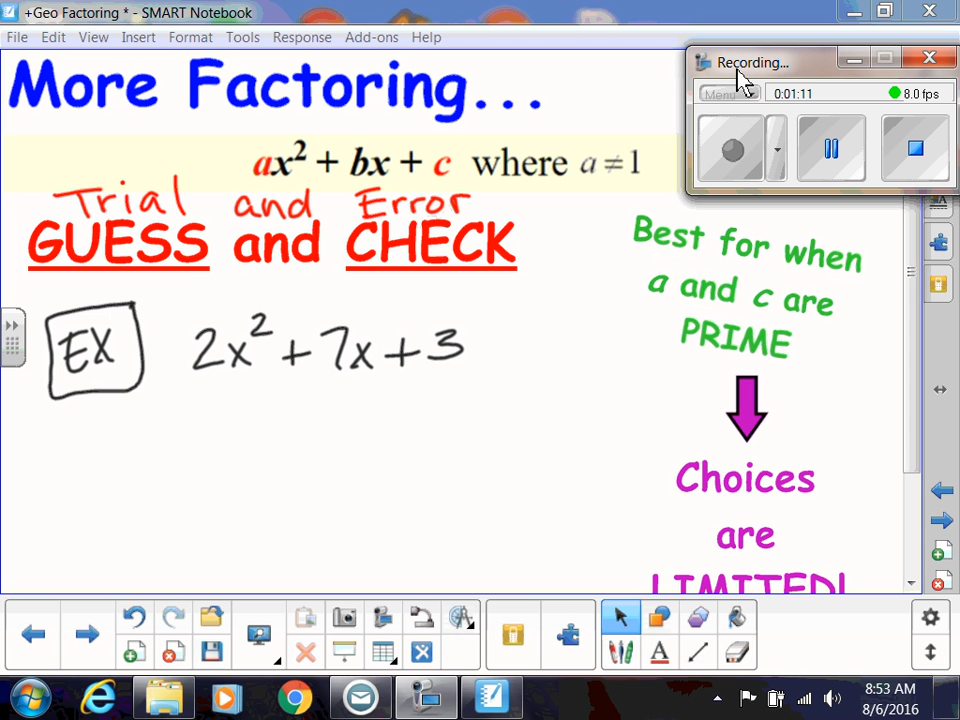 +Geo Factoring * - SMART Notebook
File Edit View Insert Format Tools Response Add-ons Help
More Factoring...
ax² + bx + c where a ≠ 1
Trial and Error
GUESS and CHECK
EX 2x² + 7x + 3
Recording...
Menu 0:01:11 8.0 fps
Best for when
a and c are
PRIME
Choices
are
LIMITED!
8:53 AM
8/6/2016